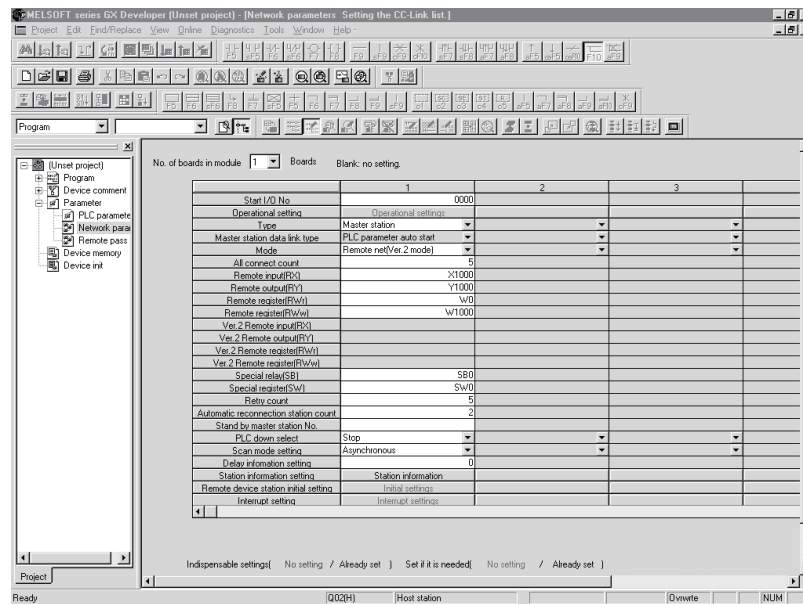 MELSOFT series GX Developer (Unset project) - [Network parameters Setting the CC-Link list.]
Project Edit Find/Replace View Online Diagnostics Tools Window Help
Program
No. of boards in module 1 Boards Blank: no setting.
(Unset project)
Program
Device comment
Parameter
PLC paramete
Network para
Remote pass
Device memory
Device init
1 2 3
Start I/O No 0000
Operational setting Operational settings
Type Master station
Master station data link type PLC parameter auto start
Mode Remote net(Ver.2 mode)
All connect count 5
Remote input(RX) X1000
Remote output(RY) Y1000
Remote register(RWr) W0
Remote register(RWw) W1000
Ver.2 Remote input(RX)
Ver.2 Remote output(RY)
Ver.2 Remote register(RWr)
Ver.2 Remote register(RWw)
Special relay(SB) SB0
Special register(SW) SW0
Retry count 5
Automatic reconnection station count 2
Stand by master station No.
PLC down select Stop
Scan mode setting Asynchronous
Delay infomation setting 0
Station information setting Station information
Remote device station initial setting Initial settings
Interrupt setting Interrupt settings
Indispensable settings( No setting / Already set ) Set if it is needed( No setting / Already set )
Project
Ready Q02(H) Host station Ovrwrte NUM